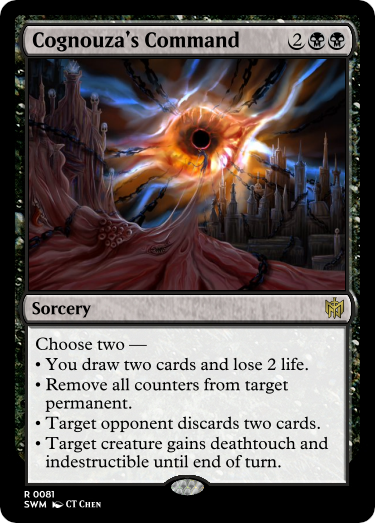 Cognouza's Command 2
Sorcery
Choose two —
• You draw two cards and lose 2 life.
• Remove all counters from target
permanent.
• Target opponent discards two cards.
• Target creature gains deathtouch and
indestructible until end of turn.
R 0081
SWM CT Chen